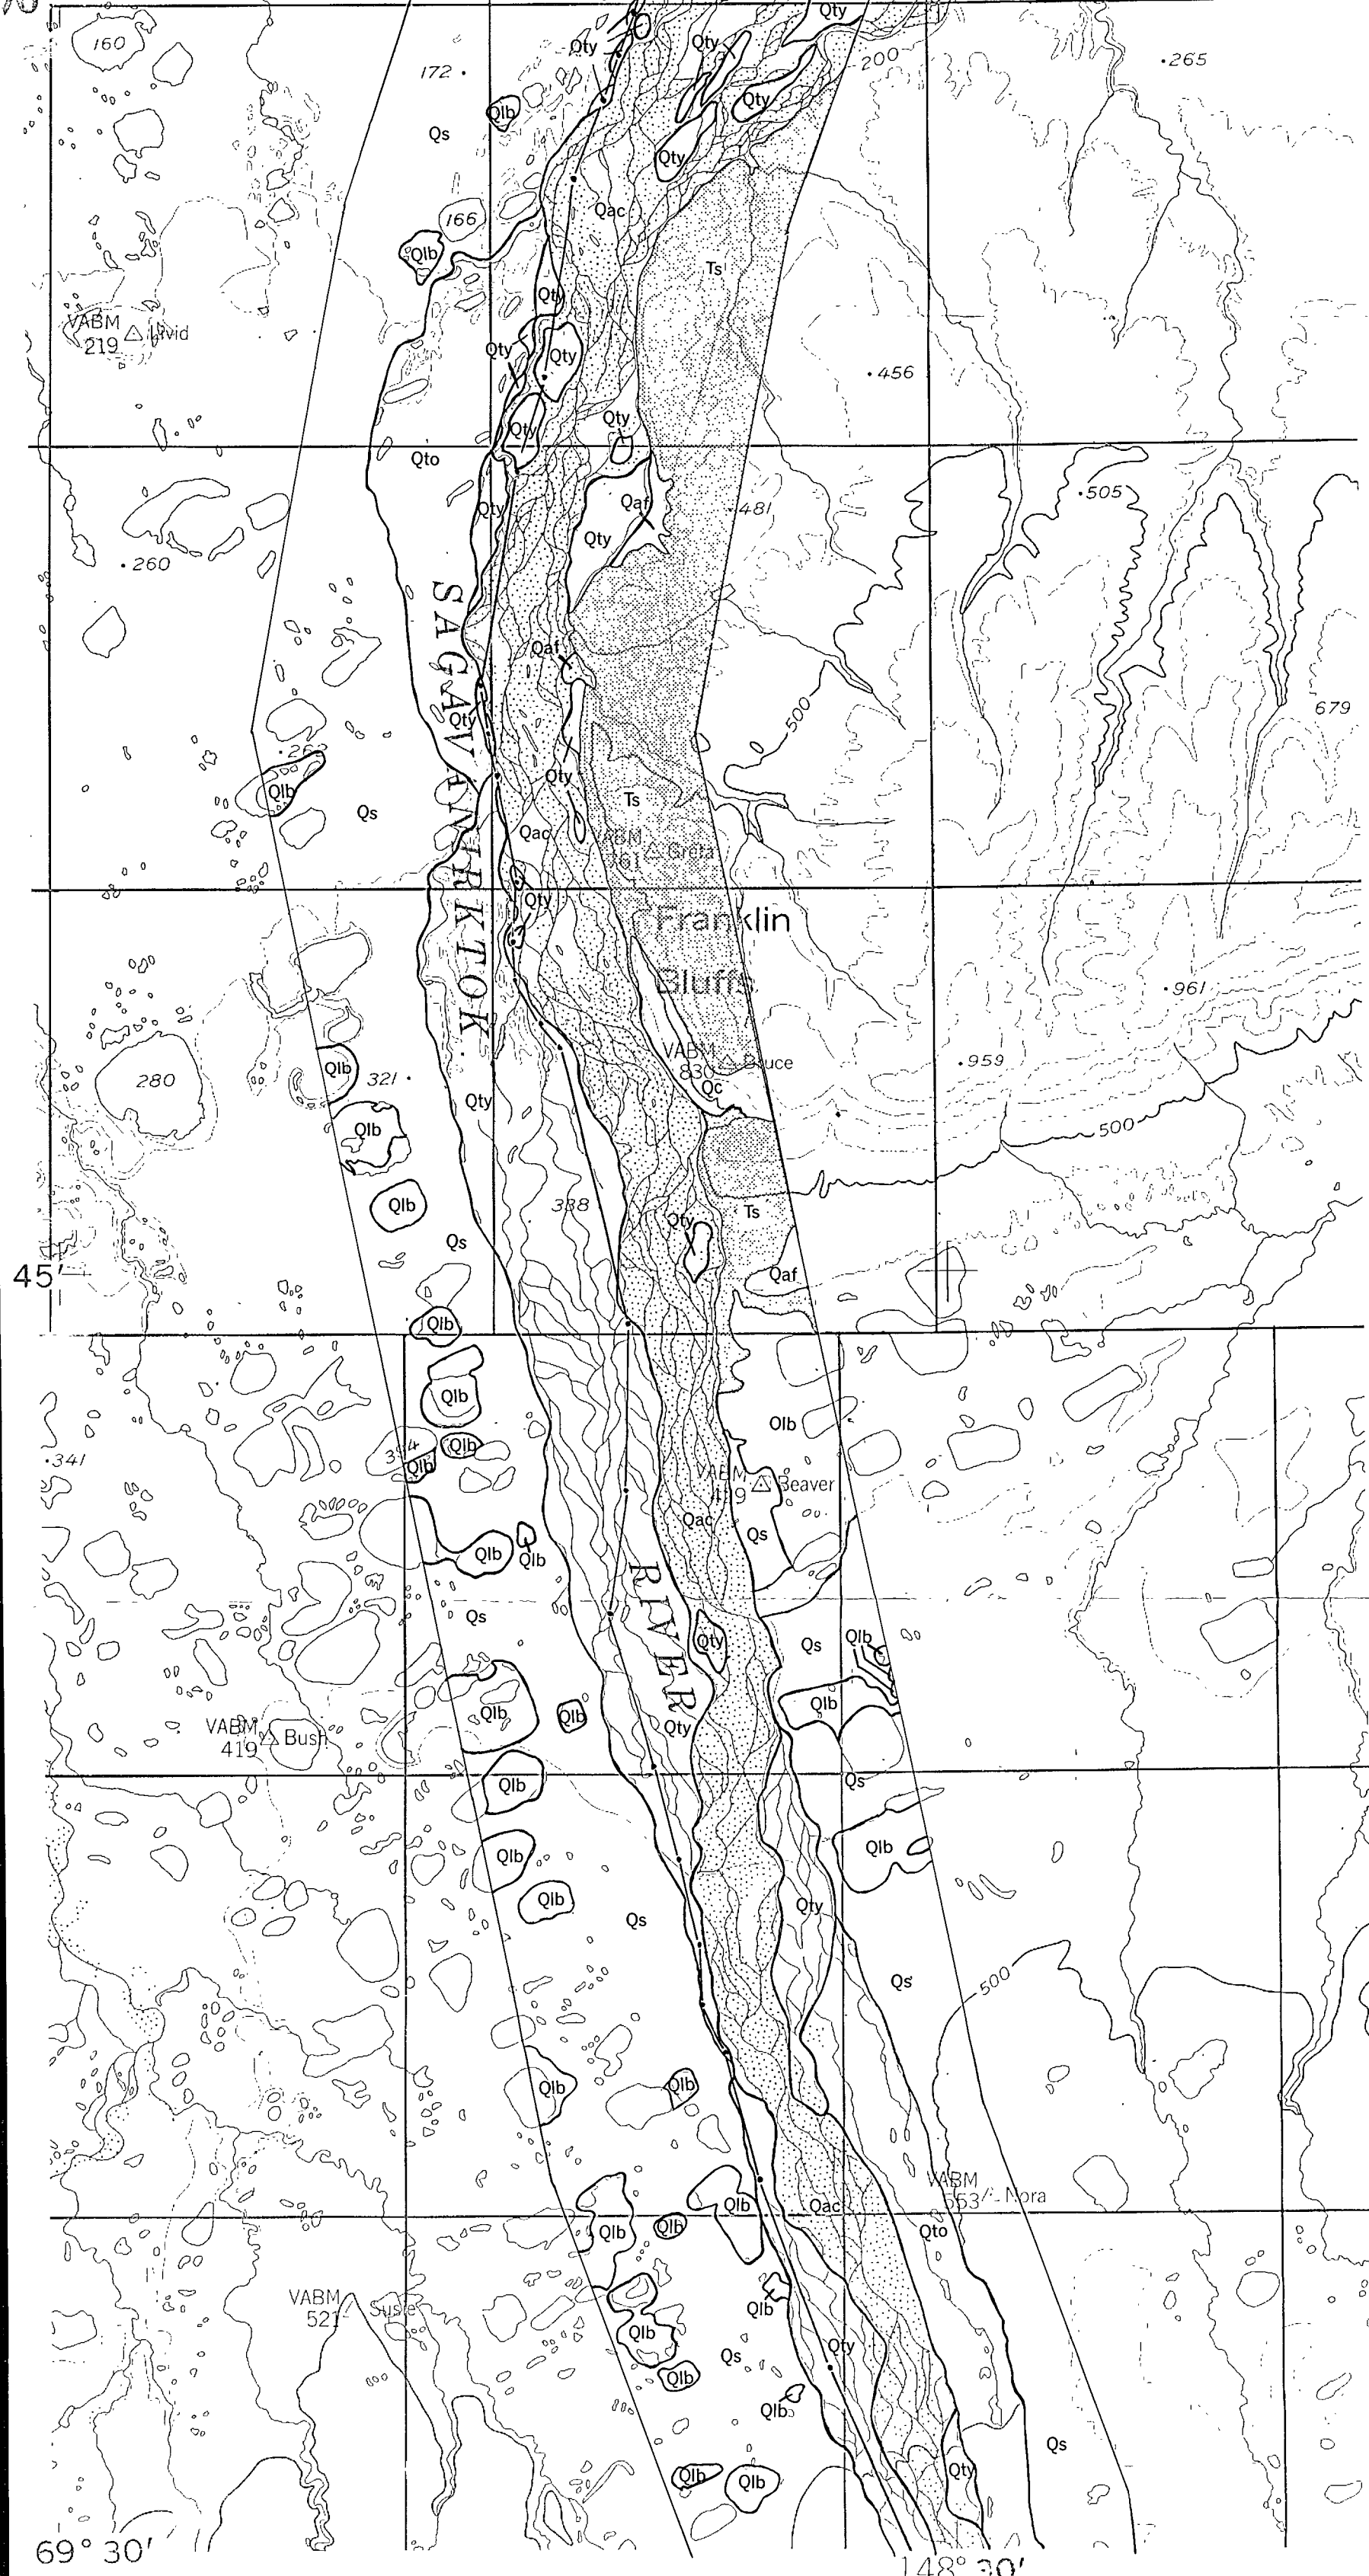 160
172
Qlb
Qs
Qty
Qty
Qty
200
265
Qty
Qty
166
Qlb
Qac
Ts
VABM
219
Livid
Qty
Qty
Qty
456
Qty
Qty
Qto
505
Qty
Qaf
481
Qty
260
SAGAVANIRKTOK
Qaf
Qty
500
679
Qlb
Qs
Qty
Ts
Qac
Greta
Qty
Franklin
Bluffs
961
VABM
830
Bruce
959
280
Qlb
321
Qc
Qty
Qlb
500
Qlb
338
Qty
Ts
Qs
45'
Qaf
Qlb
Qlb
Qlb
Qlb
Qlb
341
VABM
Beaver
Qac
Qs
Qlb
Qlb
RIVER
Qs
Qty
Qs
Qlb
Qlb
Qlb
Qlb
VABM
419
Bush
Qty
Qlb
Qs
Qlb
Qlb
Qlb
Qs
Qty
Qs
500
Qlb
Qlb
VABM
553
Nora
Qlb
Qlb
Qlb
Qac
Qto
VABM
521
Susie
Qlb
Qlb
Qs
Qty
Qlb
Qlb
Qs
Qlb
Qlb
Qty
69° 30'
148° 30'